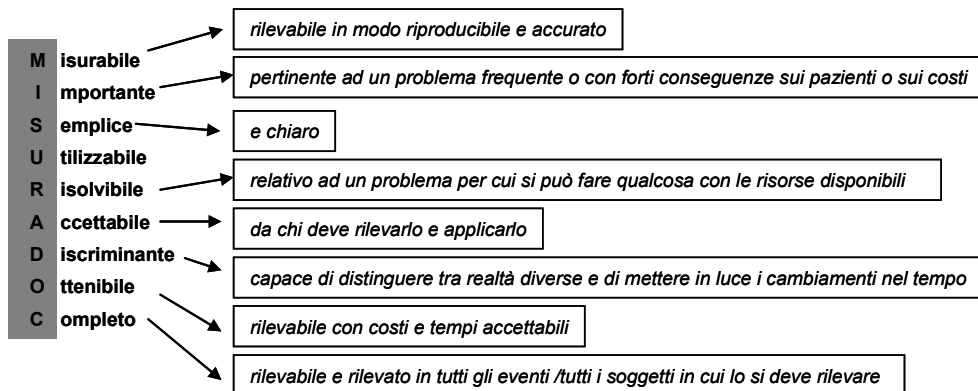 rilevabile in modo riproducibile e accurato
M isurabile
I mportante
pertinente ad un problema frequente o con forti conseguenze sui pazienti o sui costi
S emplice
e chiaro
U tilizzabile
R isolvibile
relativo ad un problema per cui si può fare qualcosa con le risorse disponibili
A ccettabile
da chi deve rilevarlo e applicarlo
D iscriminante
capace di distinguere tra realtà diverse e di mettere in luce i cambiamenti nel tempo
O ttenibile
rilevabile con costi e tempi accettabili
C ompleto
rilevabile e rilevato in tutti gli eventi /tutti i soggetti in cui lo si deve rilevare